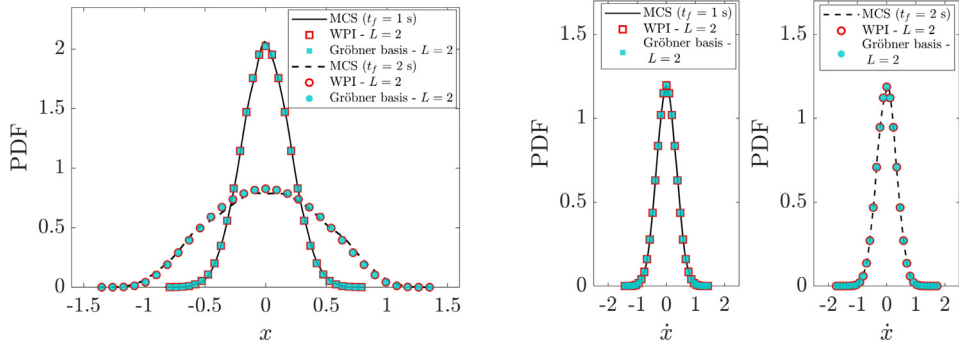 MCS (t_f = 1 s)
WPI - L = 2
Gröbner basis - L = 2
MCS (t_f = 2 s)
WPI - L = 2
Gröbner basis - L = 2
PDF
2
1.5
1
0.5
0
-1.5 -1 -0.5 0 0.5 1 1.5
x
MCS (t_f = 1 s)
WPI - L = 2
Gröbner basis -
L = 2
PDF
1.5
1
0.5
0
-2 -1 0 1 2
ẋ
MCS (t_f = 2 s)
WPI - L = 2
Gröbner basis -
L = 2
PDF
1.5
1
0.5
0
-2 -1 0 1 2
ẋ